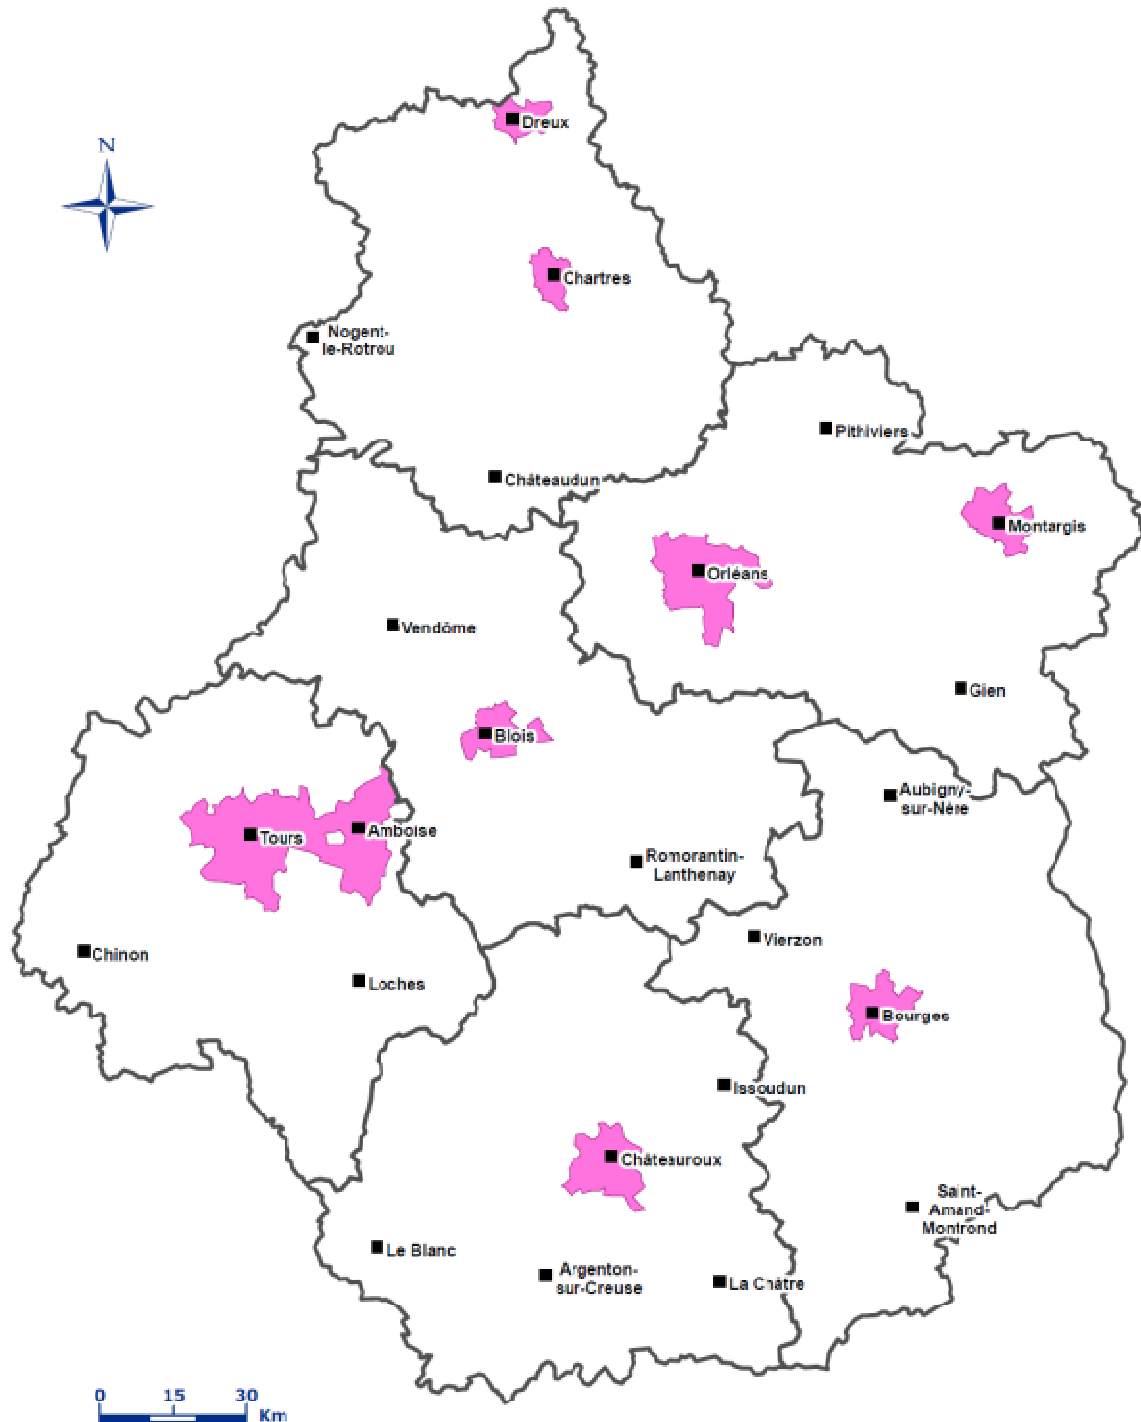 N
Dreux
Chartres
Nogent-
le-Rotrou
Pithiviers
Châteaudun
Montargis
Orléans
Vendôme
Gien
Blois
Aubigny-
sur-Nère
Tours
Amboise
Romorantin-
Lanthenay
Vierzon
Chinon
Loches
Bourges
Issoudun
Châteauroux
Saint-
Amand-
Montrond
Le Blanc
Argenton-
sur-Creuse
La Châtre
0 15 30
Km